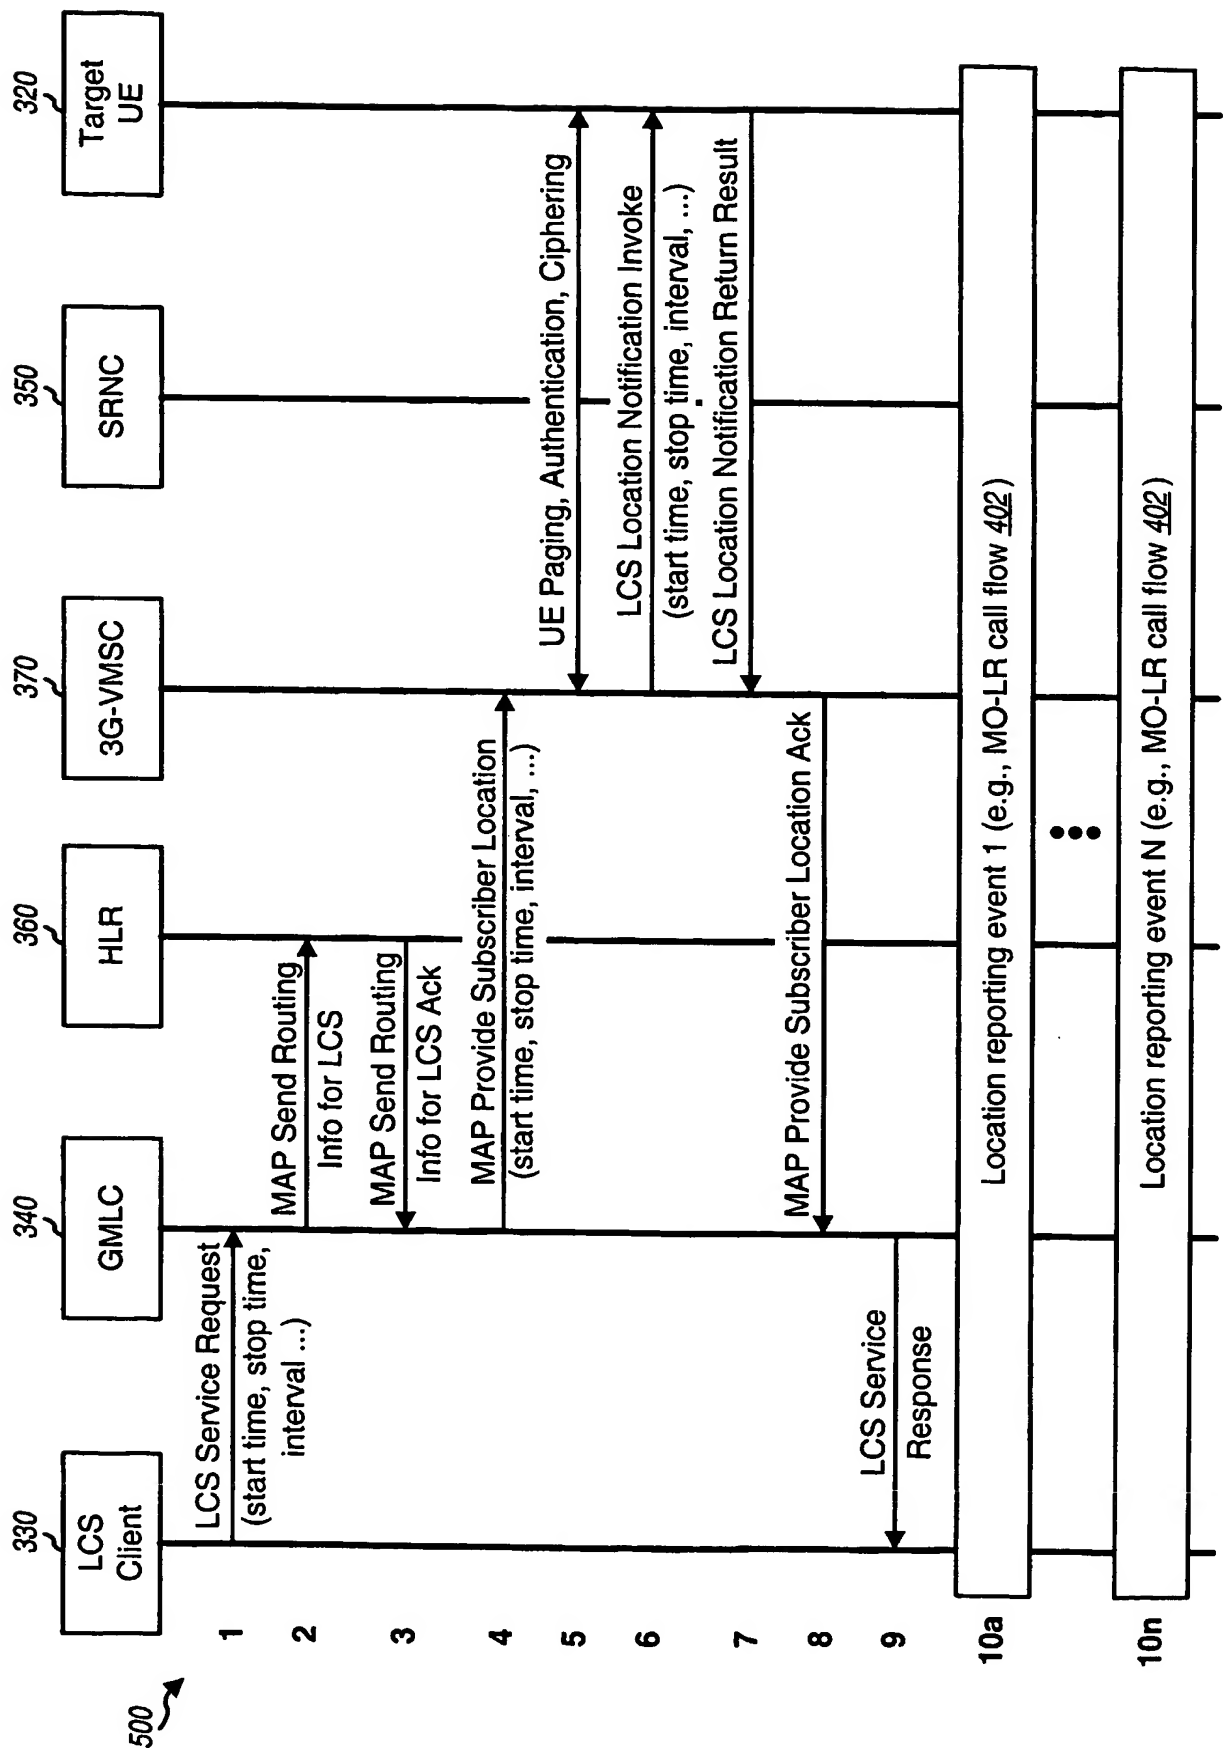 500
330
340
360
370
350
320
LCS
Client
GMLC
HLR
3G-VMSC
SRNC
Target
UE
1
LCS Service Request
(start time, stop time,
interval ...)
2
MAP Send Routing
Info for LCS
3
MAP Send Routing
Info for LCS Ack
4
MAP Provide Subscriber Location
(start time, stop time, interval, ...)
5
UE Paging, Authentication, Ciphering
6
LCS Location Notification Invoke
(start time, stop time, interval, ...)
7
LCS Location Notification Return Result
8
MAP Provide Subscriber Location Ack
9
LCS Service
Response
10a
Location reporting event 1 (e.g., MO-LR call flow 402)
10n
Location reporting event N (e.g., MO-LR call flow 402)